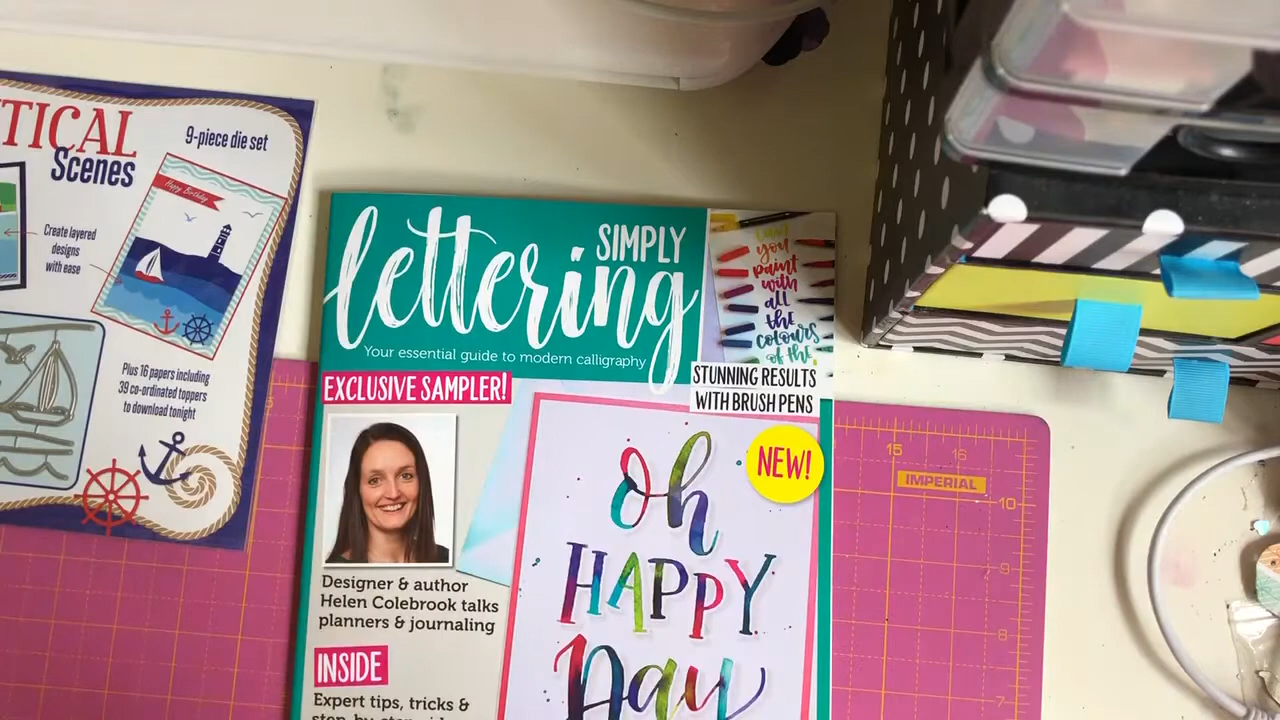 TICAL
Scenes
9-piece die set
Happy Birthday
Create layered
designs
with ease
Plus 16 papers including
39 co-ordinated toppers
to download tonight
SIMPLY
lettering
Your essential guide to modern calligraphy
can
you
paint
with
all
the
colours
of the
STUNNING RESULTS
WITH BRUSH PENS
EXCLUSIVE SAMPLER!
NEW!
oh
HAPPY
Day
Designer & author
Helen Colebrook talks
planners & journaling
INSIDE
Expert tips, tricks &
15
16
IMPERIAL
10
9
8
7